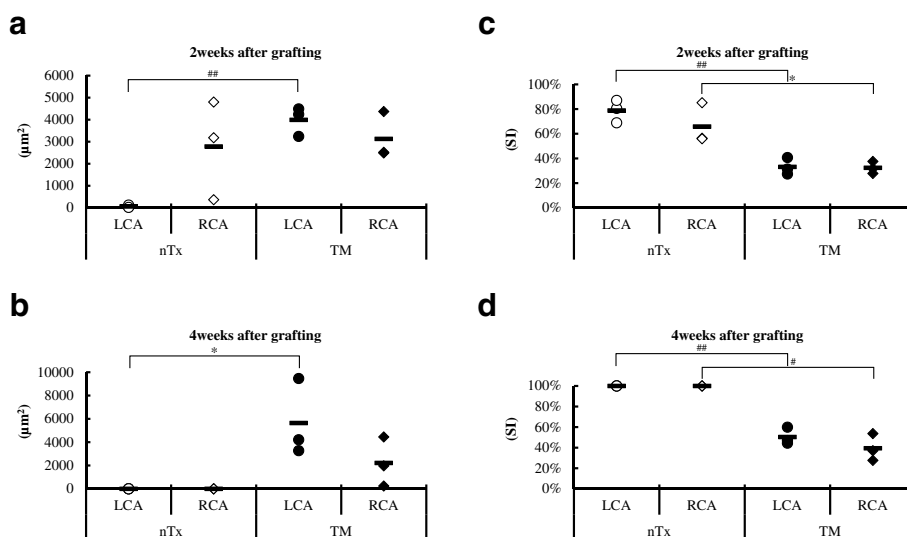 a
2weeks after grafting
##
6000
5000
4000
3000
2000
1000
0
(µm²)
LCA RCA LCA RCA
nTx TM
c
2weeks after grafting
##
*
100%
80%
60%
40%
20%
0%
(SI)
LCA RCA LCA RCA
nTx TM
b
4weeks after grafting
*
10000
8000
6000
4000
2000
0
(µm²)
LCA RCA LCA RCA
nTx TM
d
4weeks after grafting
##
#
100%
80%
60%
40%
20%
0%
(SI)
LCA RCA LCA RCA
nTx TM